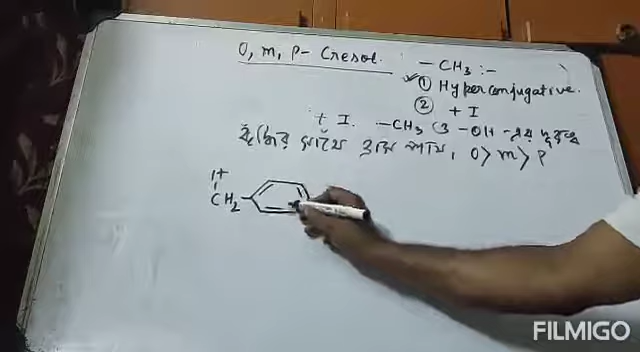 O, m, P- Cresol.
- CH3 :-
① Hyperconjugative.
② + I
+ I. -CH3 ও -OH এর দূরত্ব
বৃদ্ধির সাথে হ্রাস পায়, O > m > P
H+
CH2
FILMIGO